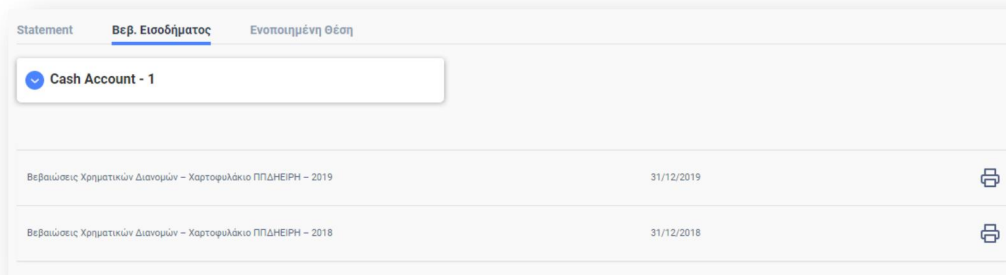 Statement Βεβ. Εισοδήματος Ενοποιημένη Θέση
Cash Account - 1
Βεβαιώσεις Χρηματικών Διανομών – Χαρτοφυλάκιο ΠΠΔΗΕΙΡΗ – 2019 31/12/2019
Βεβαιώσεις Χρηματικών Διανομών – Χαρτοφυλάκιο ΠΠΔΗΕΙΡΗ – 2018 31/12/2018